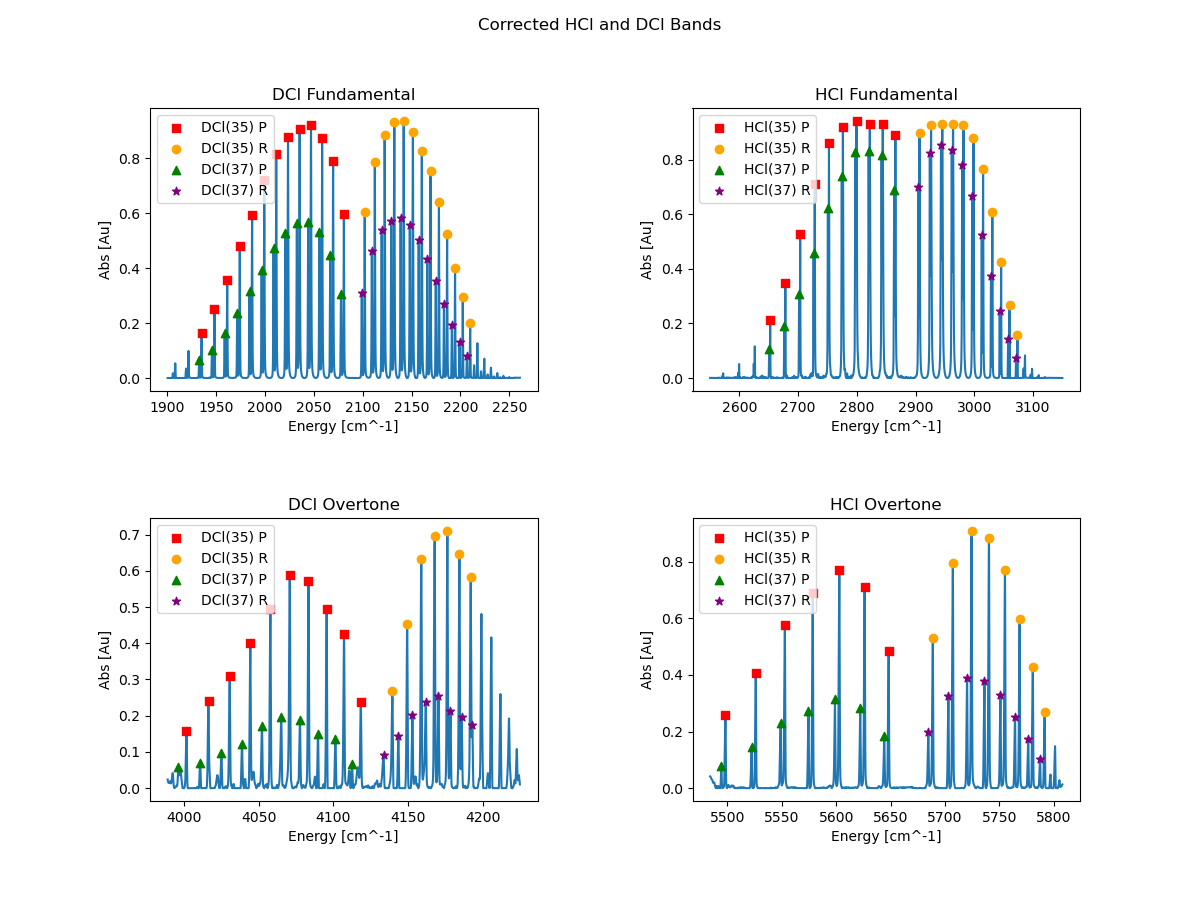 Corrected HCl and DCl Bands
DCl Fundamental
DCl(35) P
DCl(35) R
DCl(37) P
DCl(37) R
Abs [Au]
0.8
0.6
0.4
0.2
0.0
1900 1950 2000 2050 2100 2150 2200 2250
Energy [cm^-1]
HCl Fundamental
HCl(35) P
HCl(35) R
HCl(37) P
HCl(37) R
Abs [Au]
0.8
0.6
0.4
0.2
0.0
2600 2700 2800 2900 3000 3100
Energy [cm^-1]
DCl Overtone
DCl(35) P
DCl(35) R
DCl(37) P
DCl(37) R
Abs [Au]
0.7
0.6
0.5
0.4
0.3
0.2
0.1
0.0
4000 4050 4100 4150 4200
Energy [cm^-1]
HCl Overtone
HCl(35) P
HCl(35) R
HCl(37) P
HCl(37) R
Abs [Au]
0.8
0.6
0.4
0.2
0.0
5500 5550 5600 5650 5700 5750 5800
Energy [cm^-1]